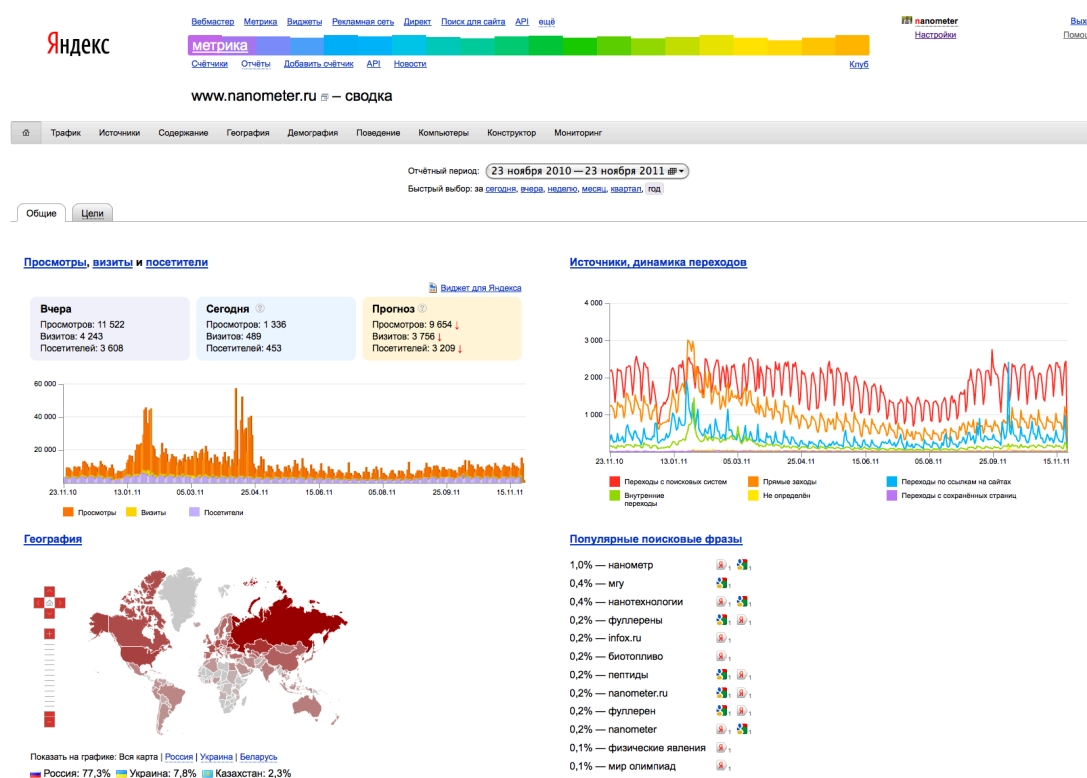 Яндекс
Вебмастер Метрика Виджеты Рекламная сеть Директ Поиск для сайта API ещё
nanometer
Настройки
метрика
Счётчики Отчёты Добавить счётчик API Новости
Клуб
www.nanometer.ru – сводка
Трафик Источники Содержание География Демография Поведение Компьютеры Конструктор Мониторинг
Отчётный период: 23 ноября 2010 — 23 ноября 2011
Быстрый выбор: за сегодня, вчера, неделю, месяц, квартал, год
Общие Цели
Просмотры, визиты и посетители
Виджет для Яндекса
Вчера
Просмотров: 11 522
Визитов: 4 243
Посетителей: 3 608
Сегодня ?
Просмотров: 1 336
Визитов: 489
Посетителей: 453
Прогноз ?
Просмотров: 9 654 ↓
Визитов: 3 756 ↓
Посетителей: 3 209 ↓
60 000
40 000
20 000
23.11.10 13.01.11 05.03.11 25.04.11 15.06.11 05.08.11 25.09.11 15.11.11
Просмотры Визиты Посетители
Источники, динамика переходов
4 000
3 000
2 000
1 000
23.11.10 13.01.11 05.03.11 25.04.11 15.06.11 05.08.11 25.09.11 15.11.11
Переходы с поисковых систем Прямые заходы Переходы по ссылкам на сайтах
Внутренние переходы Не определён Переходы с сохранённых страниц
География
Показать на графике: Вся карта | Россия | Украина | Беларусь
Россия: 77,3% Украина: 7,8% Казахстан: 2,3%
Популярные поисковые фразы
1,0% — нанометр
0,4% — мгу
0,4% — нанотехнологии
0,2% — фуллерены
0,2% — infox.ru
0,2% — биотопливо
0,2% — пептиды
0,2% — nanometer.ru
0,2% — фуллерен
0,2% — nanometer
0,1% — физические явления
0,1% — мир олимпиад